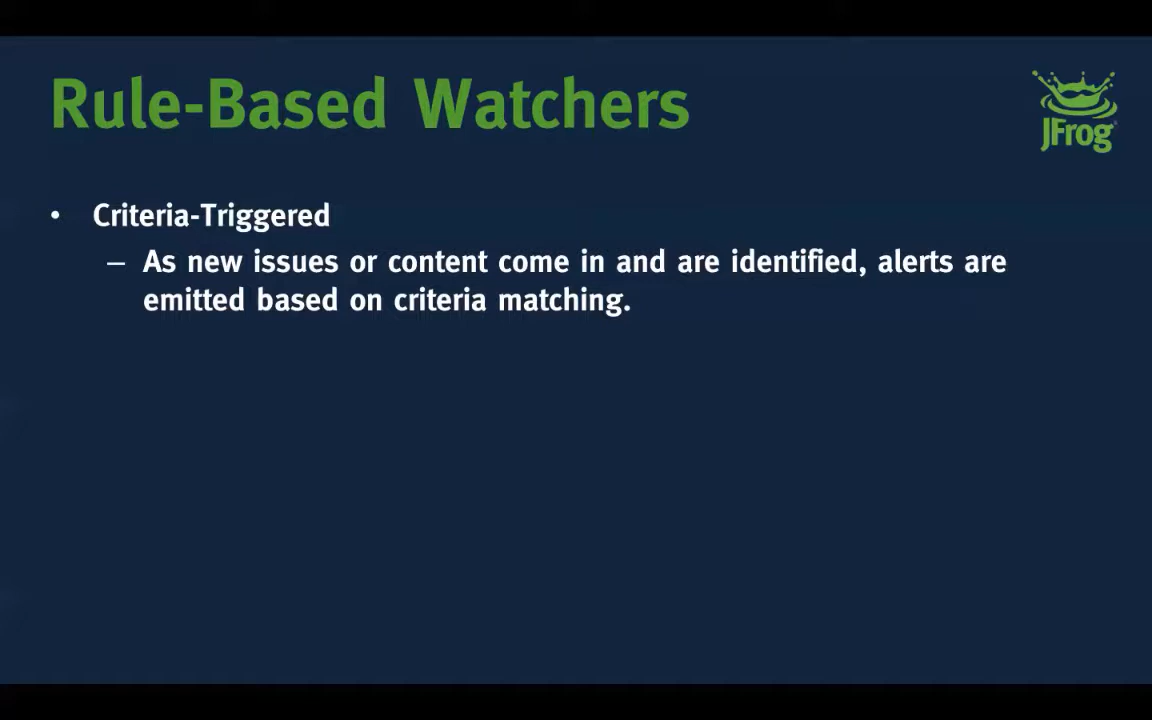 Rule-Based Watchers
JFrog
• Criteria-Triggered
– As new issues or content come in and are identified, alerts are
emitted based on criteria matching.